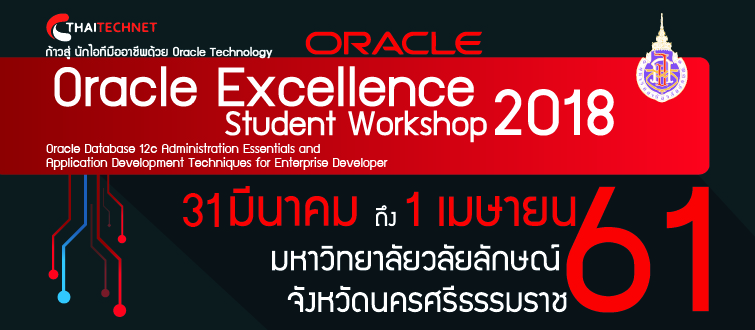 THAITECHNET
ก้าวสู่ นักไอทีมืออาชีพด้วย Oracle Technology
ORACLE
Oracle Excellence
Student Workshop 2018
Oracle Database 12c Administration Essentials and
Application Development Techniques for Enterprise Developer
31 มีนาคม ถึง 1 เมษายน 61
มหาวิทยาลัยวลัยลักษณ์
จังหวัดนครศรีธรรมราช